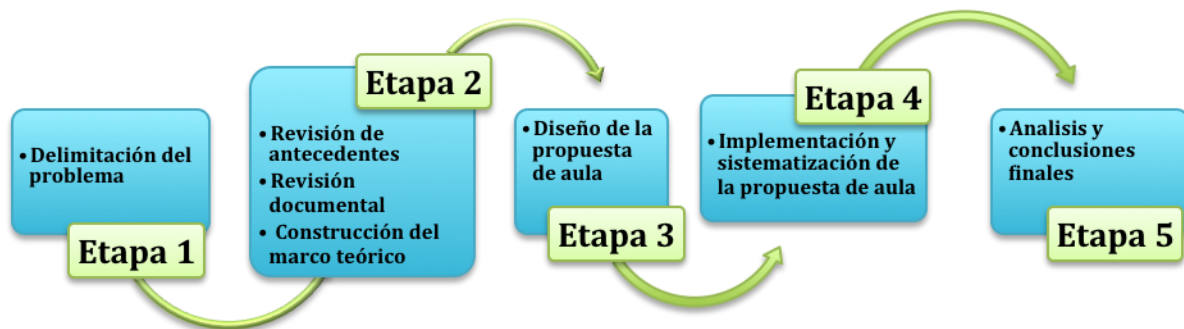 • Delimitación del
problema
Etapa 1
Etapa 2
• Revisión de
antecedentes
• Revisión
documental
• Construcción del
marco teórico
• Diseño de la
propuesta
de aula
Etapa 3
Etapa 4
• Implementación y
sistematización de
la propuesta de aula
• Analisis y
conclusiones
finales
Etapa 5